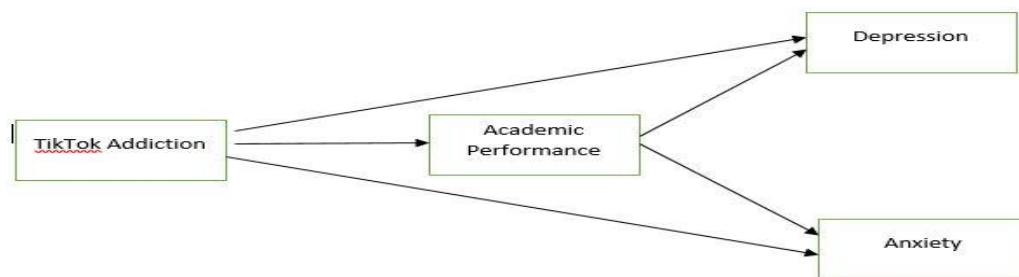 Depression
TikTok Addiction
Academic
Performance
Anxiety